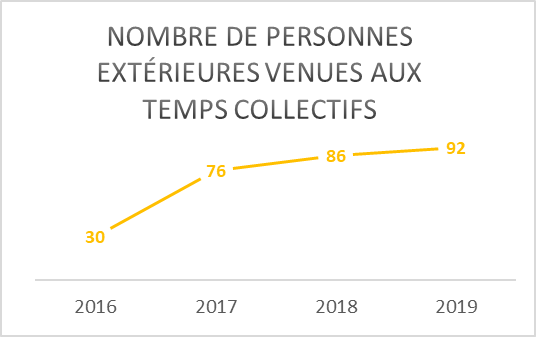 NOMBRE DE PERSONNES
EXTÉRIEURES VENUES AUX
TEMPS COLLECTIFS
30
76
86
92
2016 2017 2018 2019